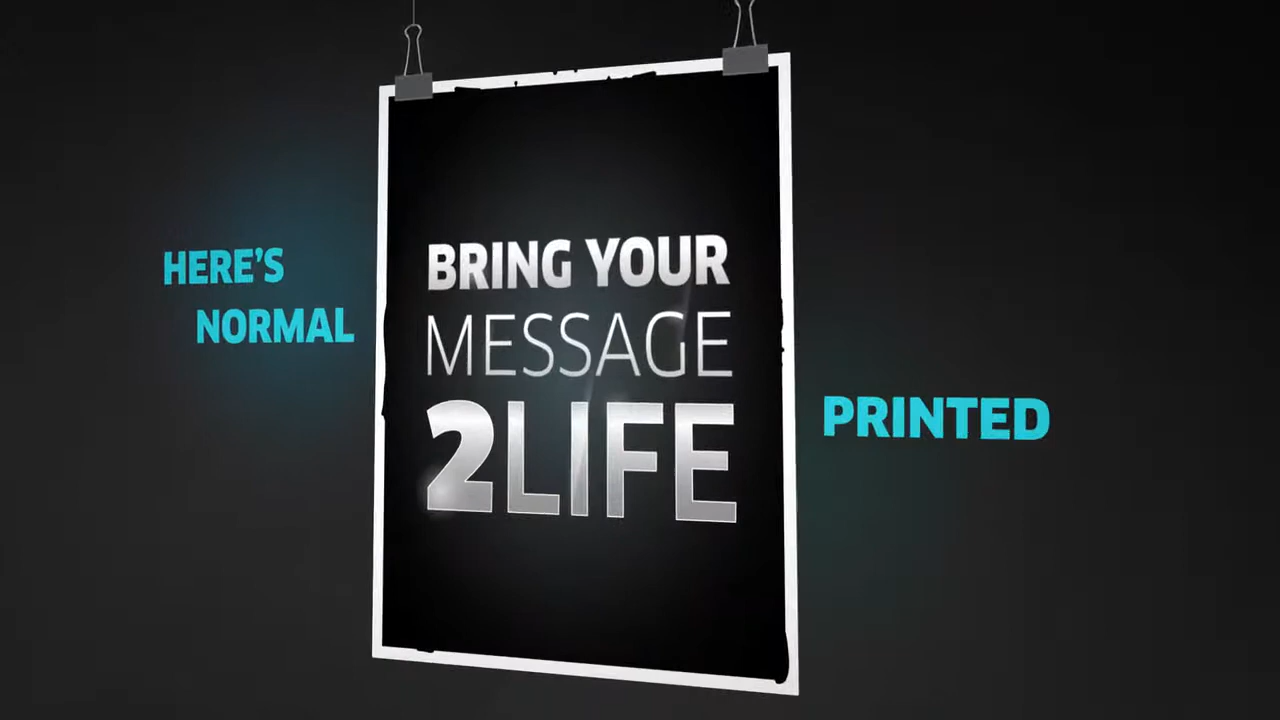 HERE'S
NORMAL
BRING YOUR
MESSAGE
2LIFE
PRINTED